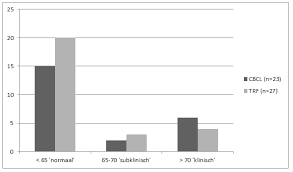 25
20
15
10
5
0
< 65 'normaal'
65-70 'subklinisch'
> 70 'klinisch'
CBCL (n=23)
TRF (n=27)